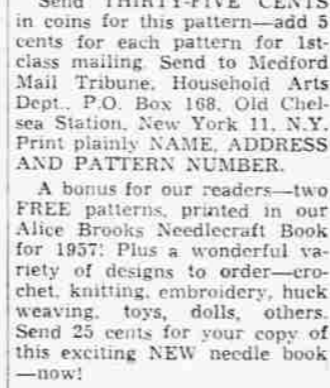 Send THIRTY-FIVE CENTS
in coins for this pattern—add 5
cents for each pattern for 1st-
class mailing. Send to Medford
Mail Tribune, Household Arts
Dept., P.O. Box 168, Old Chel-
sea Station, New York 11, N.Y.
Print plainly NAME, ADDRESS
AND PATTERN NUMBER.
A bonus for our readers—two
FREE patterns, printed in our
Alice Brooks Needlecraft Book
for 1957! Plus a wonderful va-
riety of designs to order—cro-
chet, knitting, embroidery, huck
weaving, toys, dolls, others.
Send 25 cents for your copy of
this exciting NEW needle book
—now!